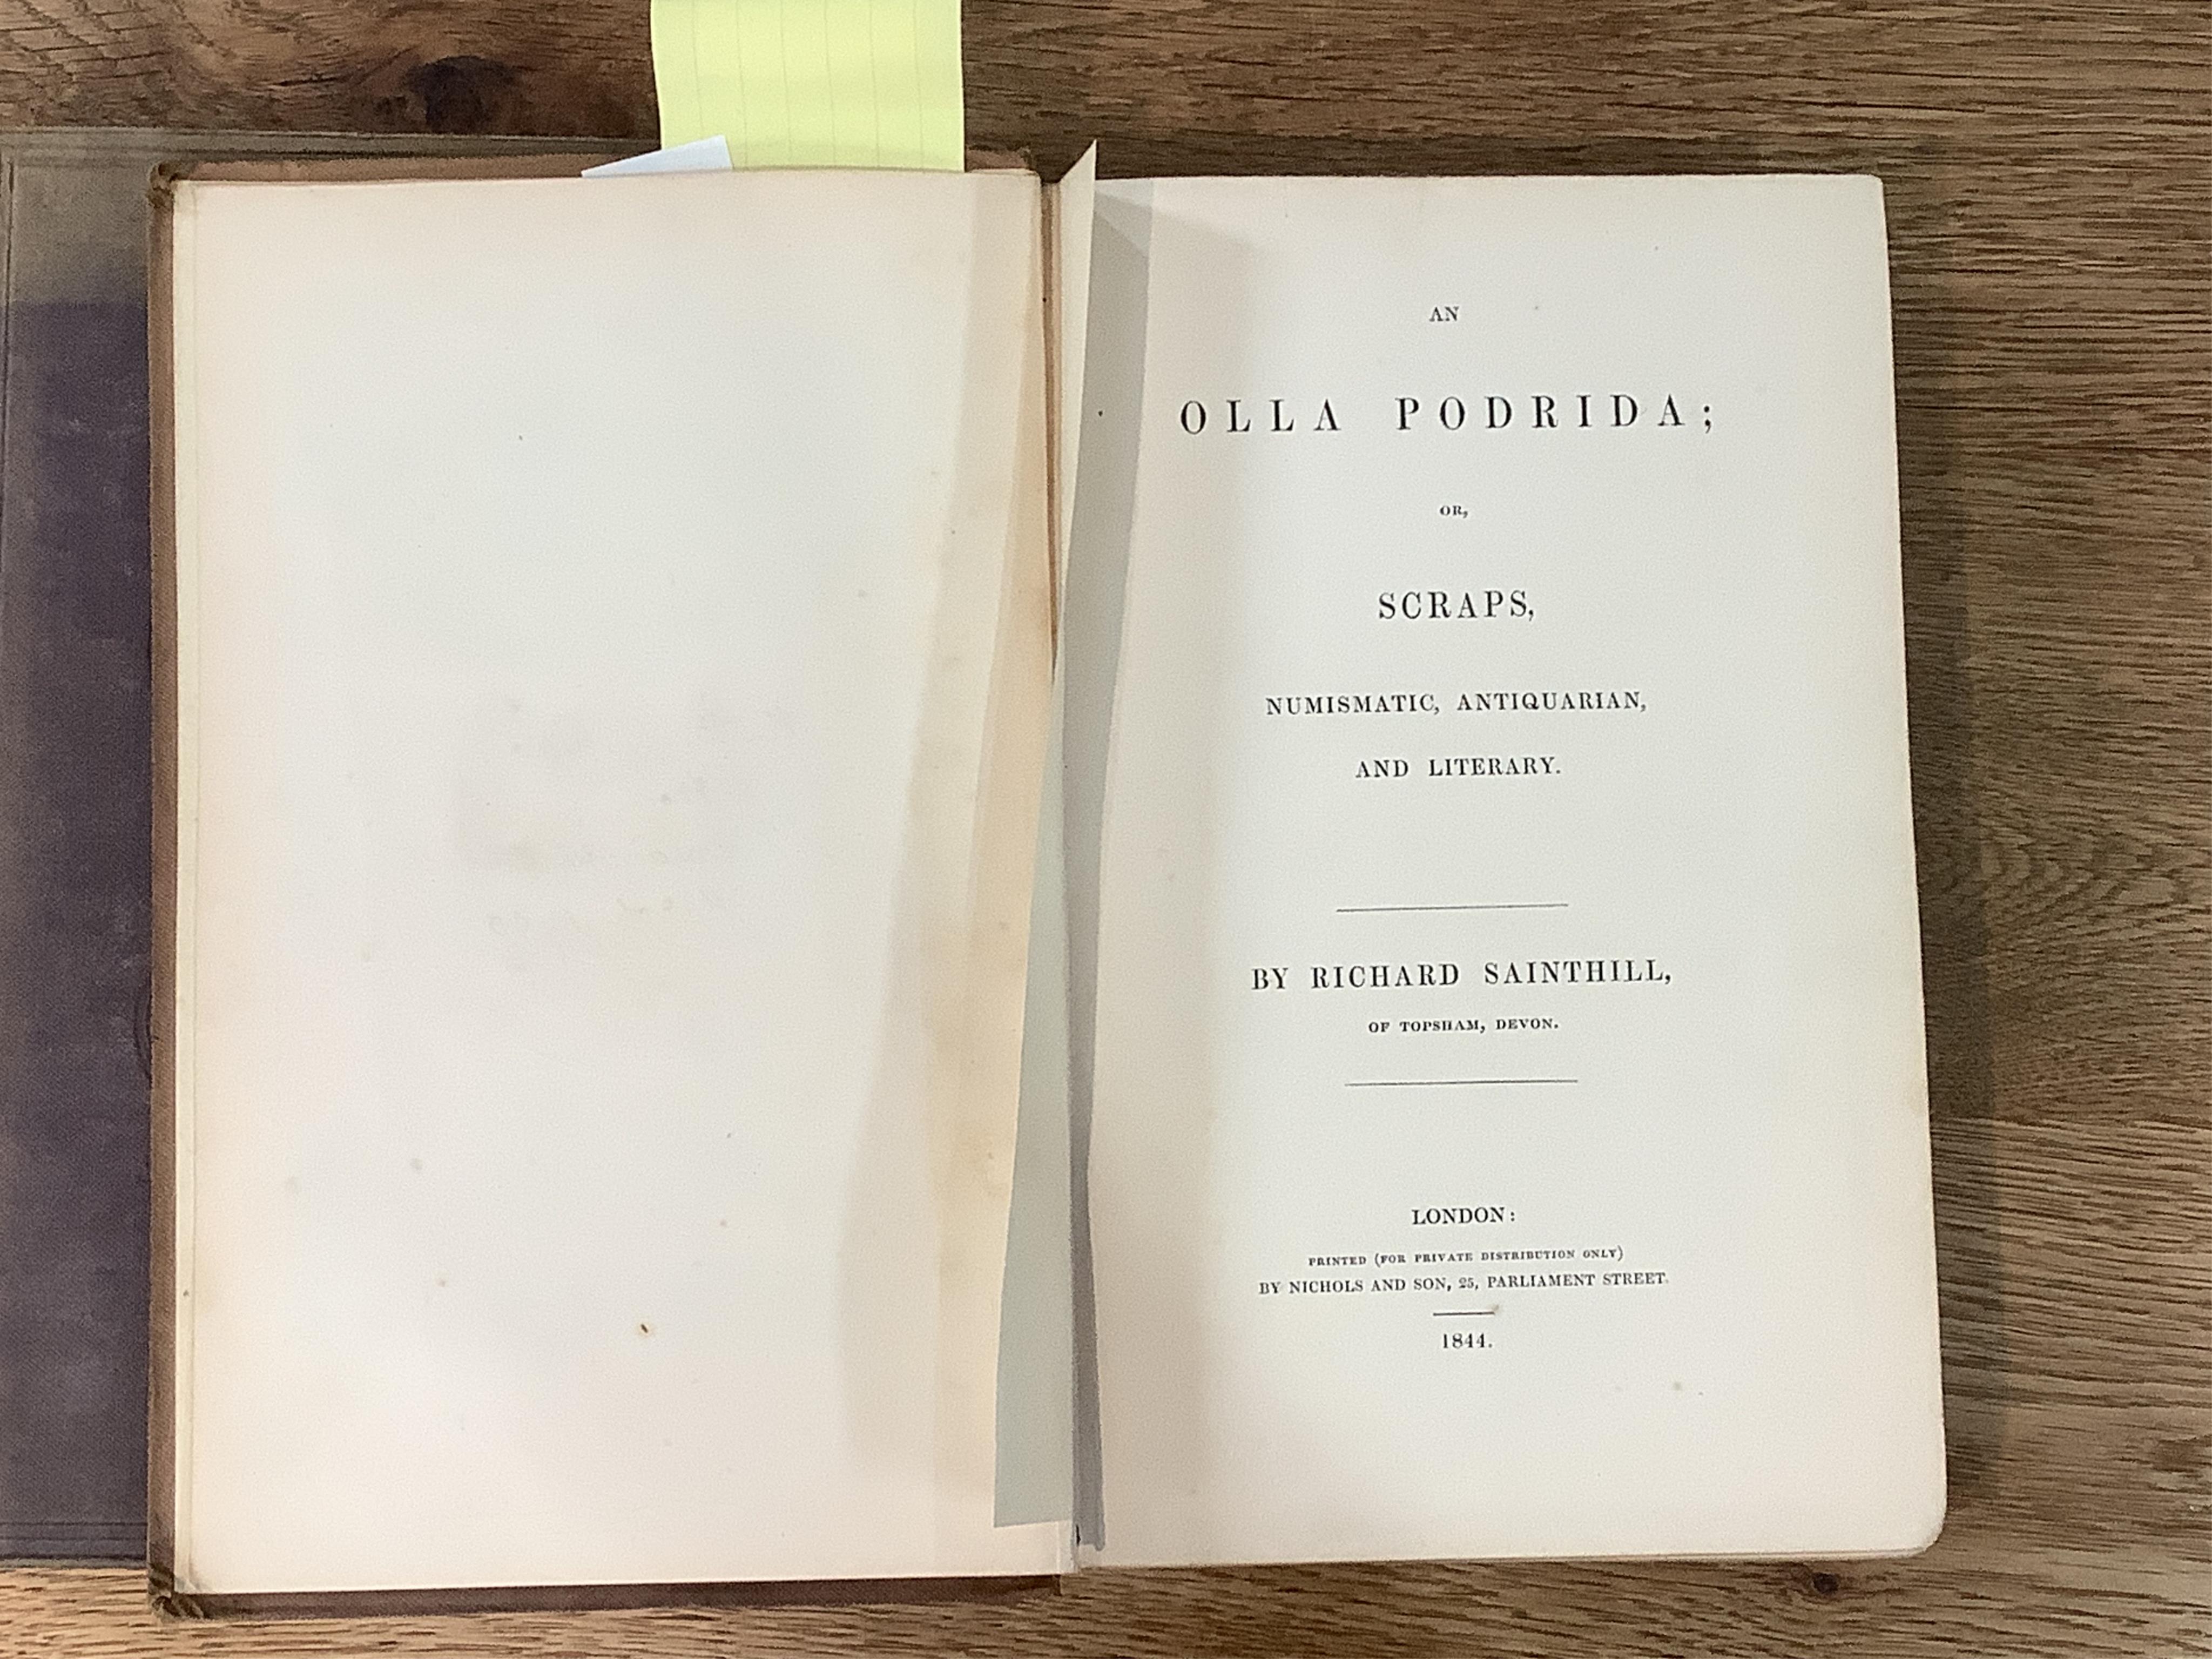 AN
OLLA PODRIDA;
OR,
SCRAPS,
NUMISMATIC, ANTIQUARIAN,
AND LITERARY.
BY RICHARD SAINTHILL,
OF TOPSHAM, DEVON.
LONDON:
PRINTED (FOR PRIVATE DISTRIBUTION ONLY)
BY NICHOLS AND SON, 25, PARLIAMENT STREET.
1844.